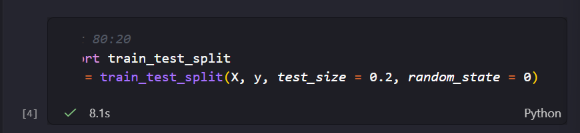 80:20
rt train_test_split
= train_test_split(X, y, test_size = 0.2, random_state = 0)
[4] 8.1s Python